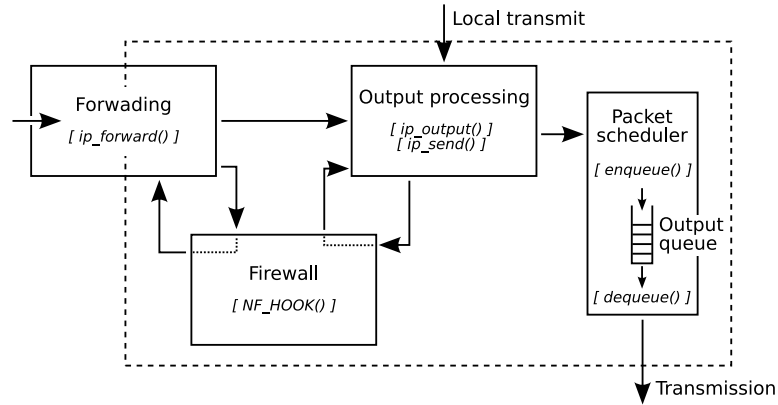 Local transmit
Forwading
[ ip_forward() ]
Output processing
[ ip_output() ]
[ ip_send() ]
Packet
scheduler
[ enqueue() ]
Output
queue
[ dequeue() ]
Firewall
[ NF_HOOK() ]
Transmission